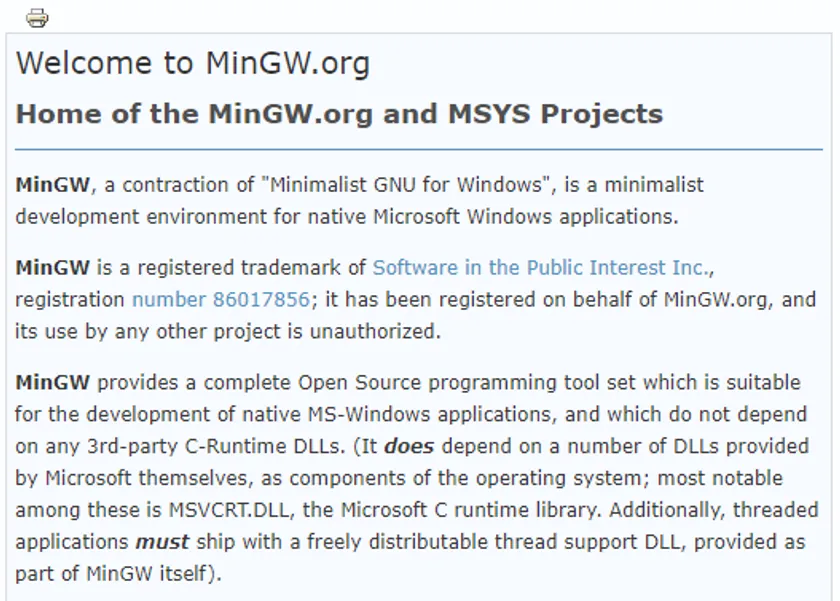 Welcome to MinGW.org
Home of the MinGW.org and MSYS Projects
MinGW, a contraction of "Minimalist GNU for Windows", is a minimalist
development environment for native Microsoft Windows applications.
MinGW is a registered trademark of Software in the Public Interest Inc.,
registration number 86017856; it has been registered on behalf of MinGW.org, and
its use by any other project is unauthorized.
MinGW provides a complete Open Source programming tool set which is suitable
for the development of native MS-Windows applications, and which do not depend
on any 3rd-party C-Runtime DLLs. (It does depend on a number of DLLs provided
by Microsoft themselves, as components of the operating system; most notable
among these is MSVCRT.DLL, the Microsoft C runtime library. Additionally, threaded
applications must ship with a freely distributable thread support DLL, provided as
part of MinGW itself).